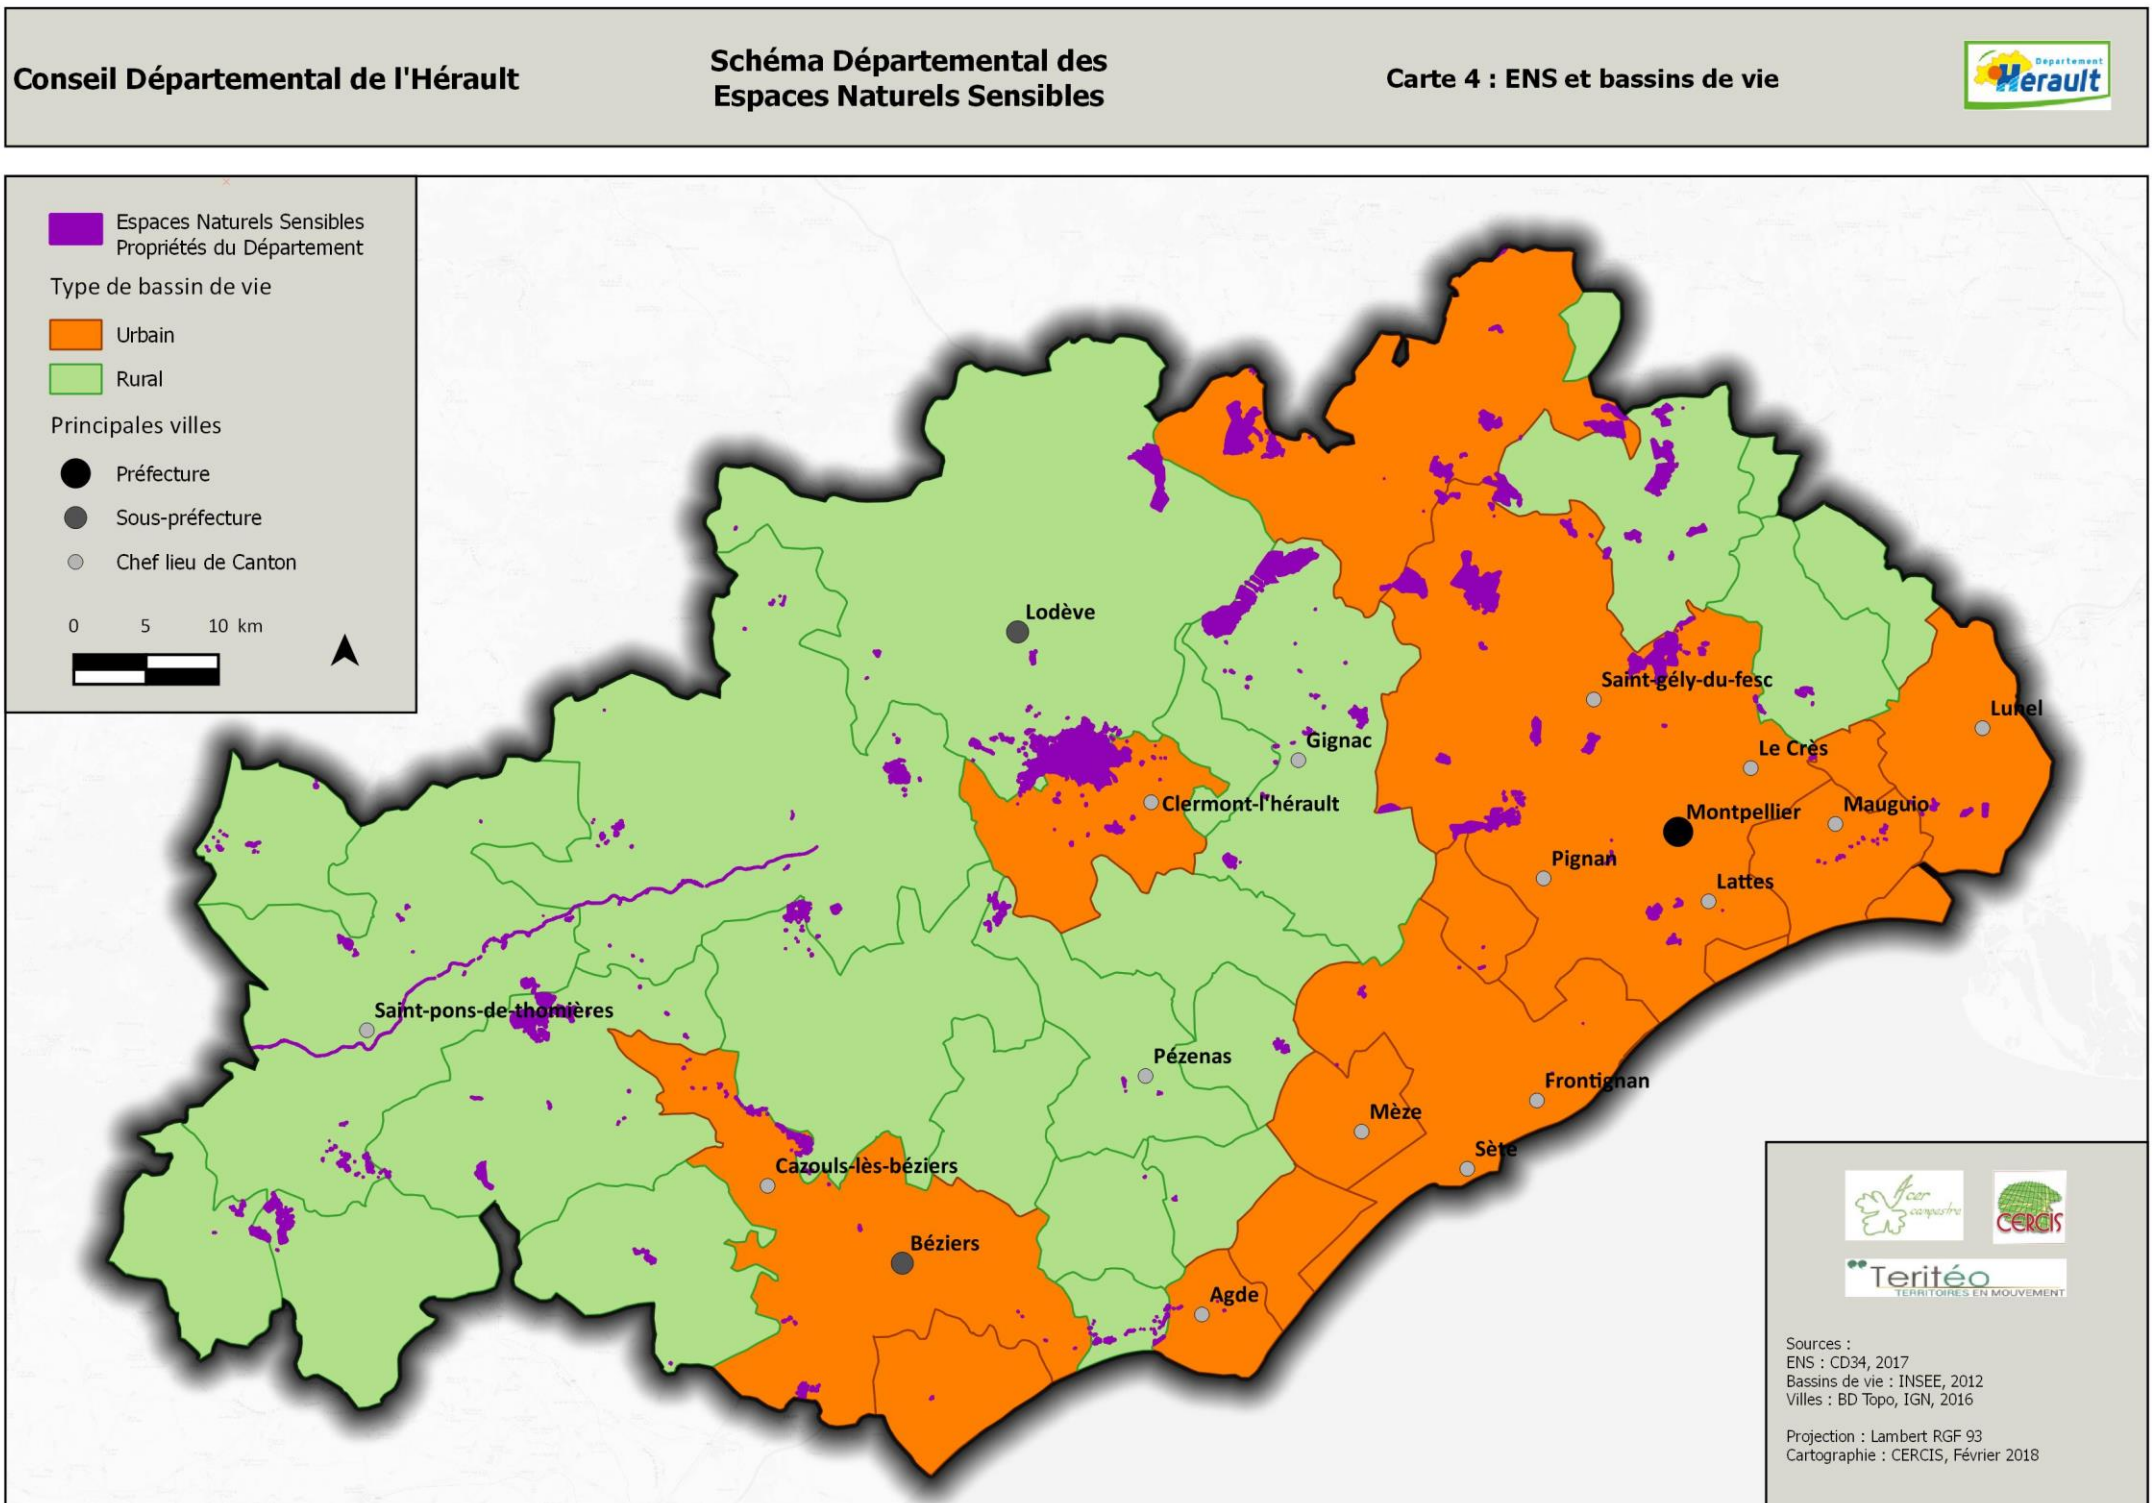 Conseil Départemental de l'Hérault
Schéma Départemental des
Espaces Naturels Sensibles
Carte 4 : ENS et bassins de vie
Département
Hérault
Espaces Naturels Sensibles
Propriétés du Département
Type de bassin de vie
Urbain
Rural
Principales villes
Préfecture
Sous-préfecture
Chef lieu de Canton
0 5 10 km
Lodève
Saint-gély-du-fesc
Lunel
Gignac
Le Crès
Clermont-l'hérault
Montpellier
Mauguio
Pignan
Lattes
Saint-pons-de-thomières
Pézenas
Frontignan
Mèze
Sète
Cazouls-lès-béziers
Béziers
Agde
Acer
campestre
CERCIS
Teritéo
TERRITOIRES EN MOUVEMENT
Sources :
ENS : CD34, 2017
Bassins de vie : INSEE, 2012
Villes : BD Topo, IGN, 2016
Projection : Lambert RGF 93
Cartographie : CERCIS, Février 2018